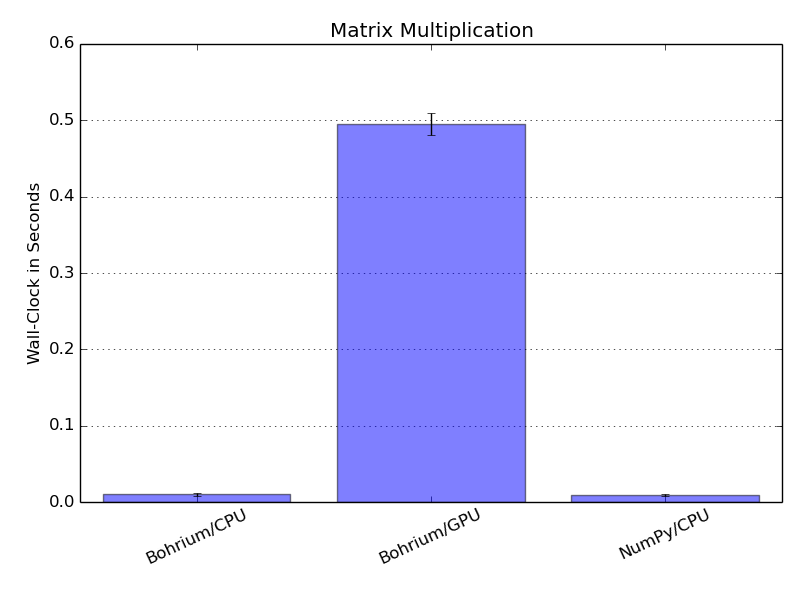 Matrix Multiplication
Wall-Clock in Seconds
0.6
0.5
0.4
0.3
0.2
0.1
0.0
Bohrium/CPU
Bohrium/GPU
NumPy/CPU